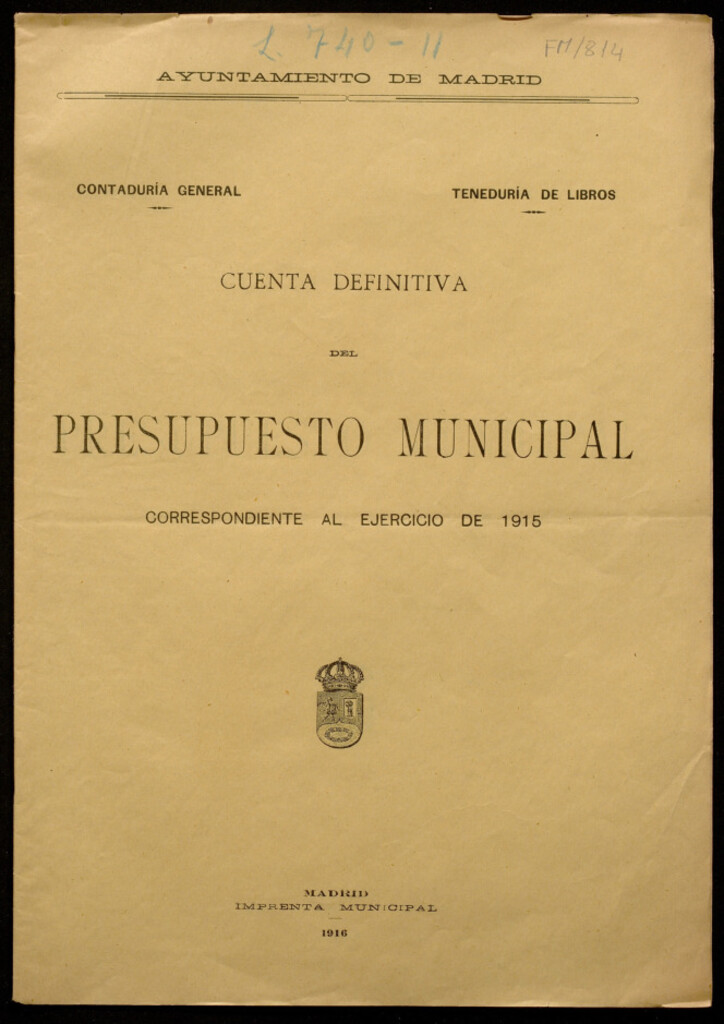 L. 740-11
FM/814
AYUNTAMIENTO DE MADRID
CONTADURÍA GENERAL
TENEDURÍA DE LIBROS
CUENTA DEFINITIVA
DEL
PRESUPUESTO MUNICIPAL
CORRESPONDIENTE AL EJERCICIO DE 1915
MADRID
IMPRENTA MUNICIPAL
1916